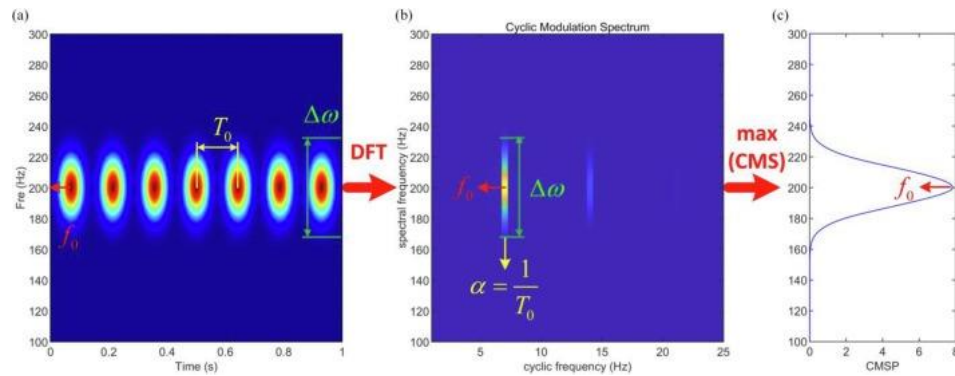 (a)
300
280
260
240
220
200
180
160
140
120
100
Fre (Hz)
0
0.2
0.4
0.6
0.8
1
Time (s)
T₀
Δω
f₀
DFT
(b)
Cyclic Modulation Spectrum
300
280
260
240
220
200
180
160
140
120
100
spectral frequency (Hz)
5
10
15
20
25
cyclic frequency (Hz)
f₀
Δω
α = 1/T₀
max
(CMS)
(c)
300
280
260
240
220
200
180
160
140
120
100
0
2
4
6
8
CMSP
f₀